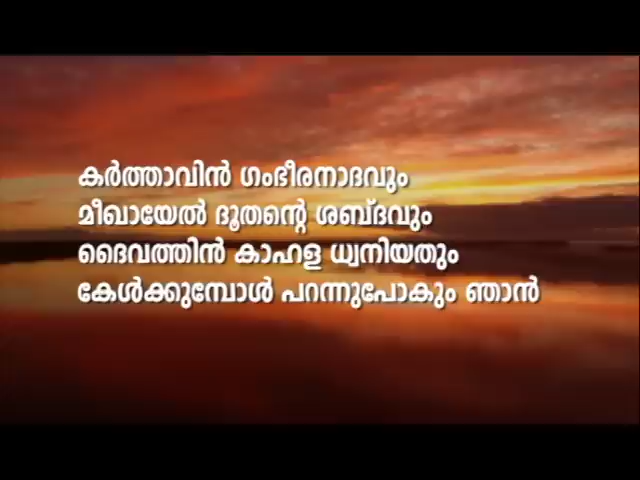 കർത്താവിൻ ഗംഭീരനാദവും
മീഖായേൽ ദൂതന്റെ ശബ്ദവും
ദൈവത്തിൻ കാഹള ധ്വനിയതും
കേൾക്കുമ്പോൾ പറന്നുപോകും ഞാൻ